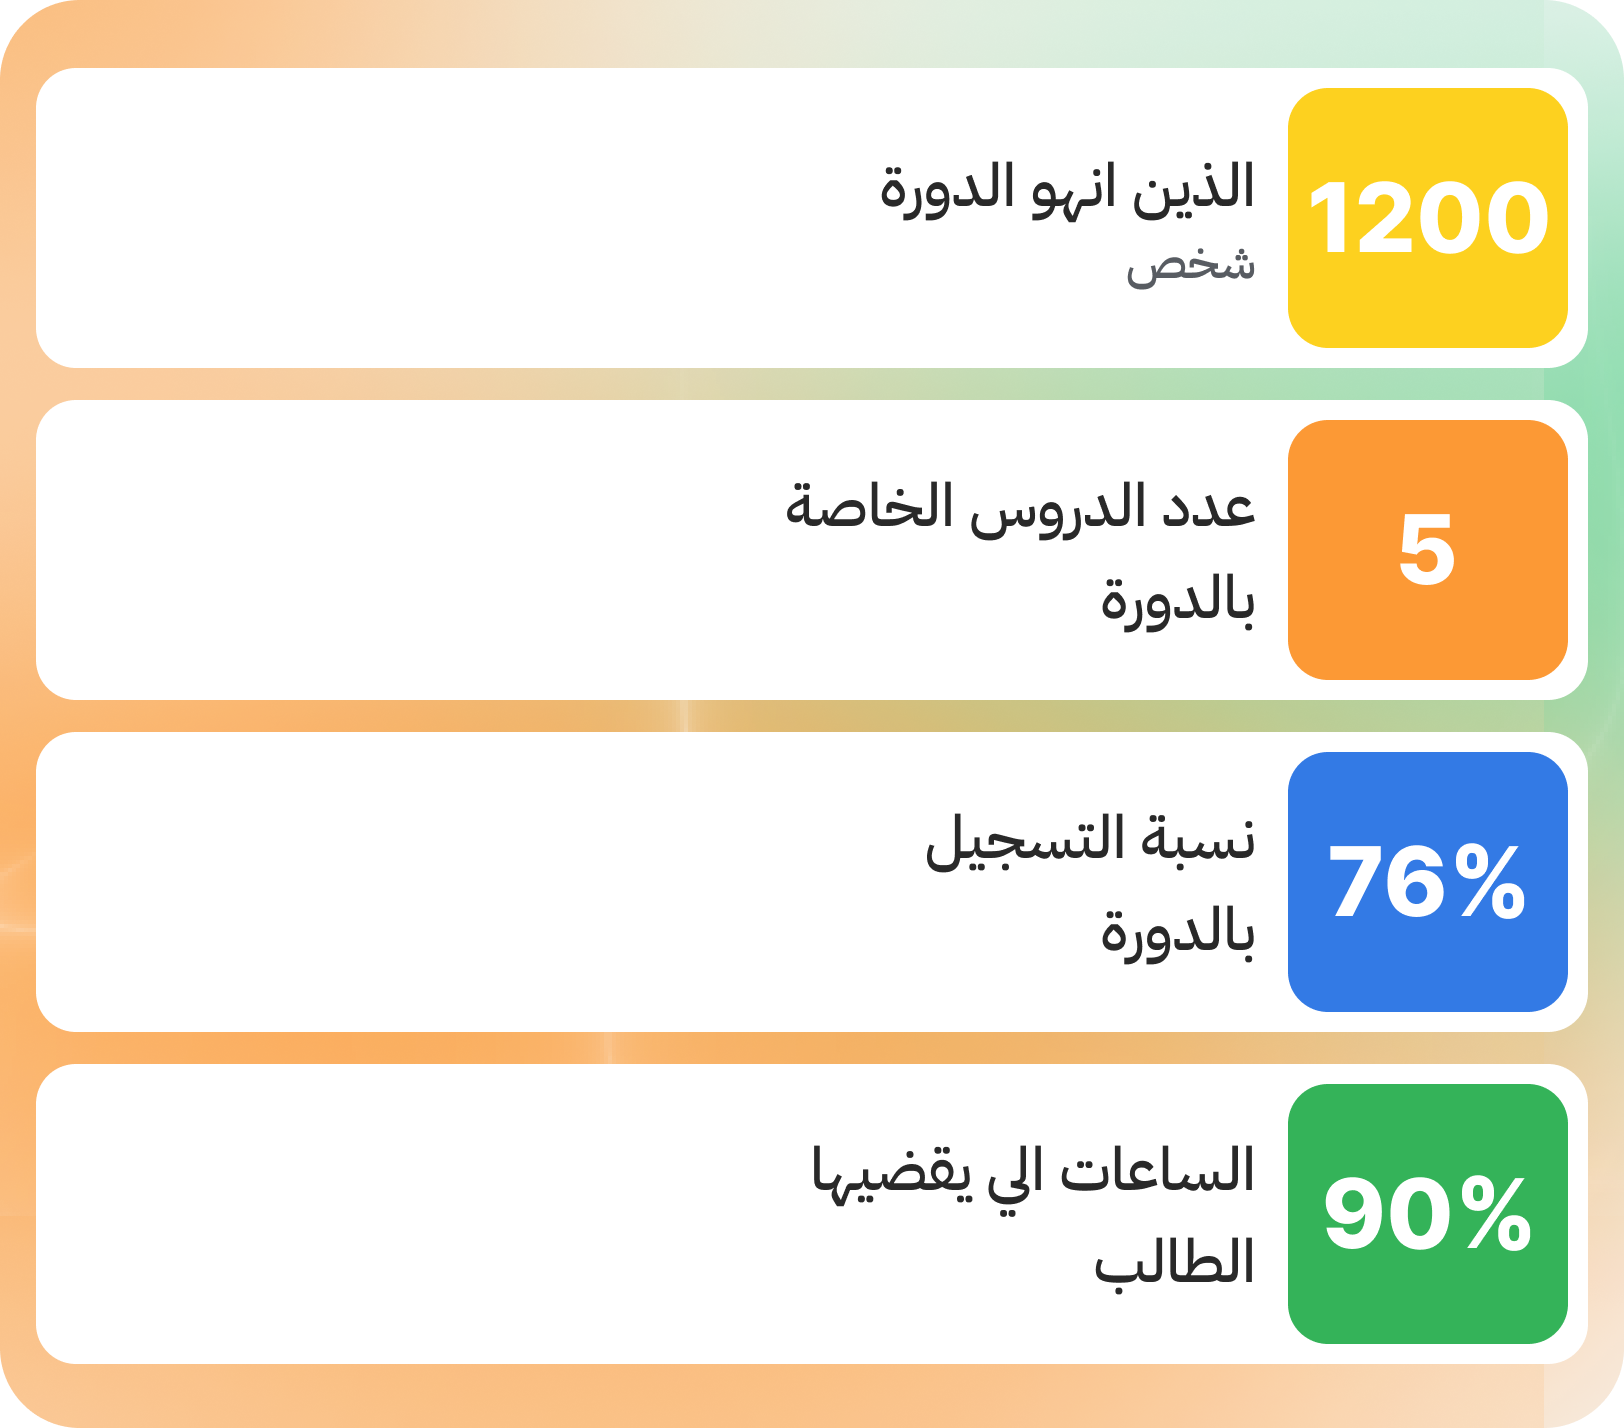 1200
الذين انهو الدورة
شخص
5
عدد الدروس الخاصة
بالدورة
76%
نسبة التسجيل
بالدورة
90%
الساعات الي يقضيها
الطالب